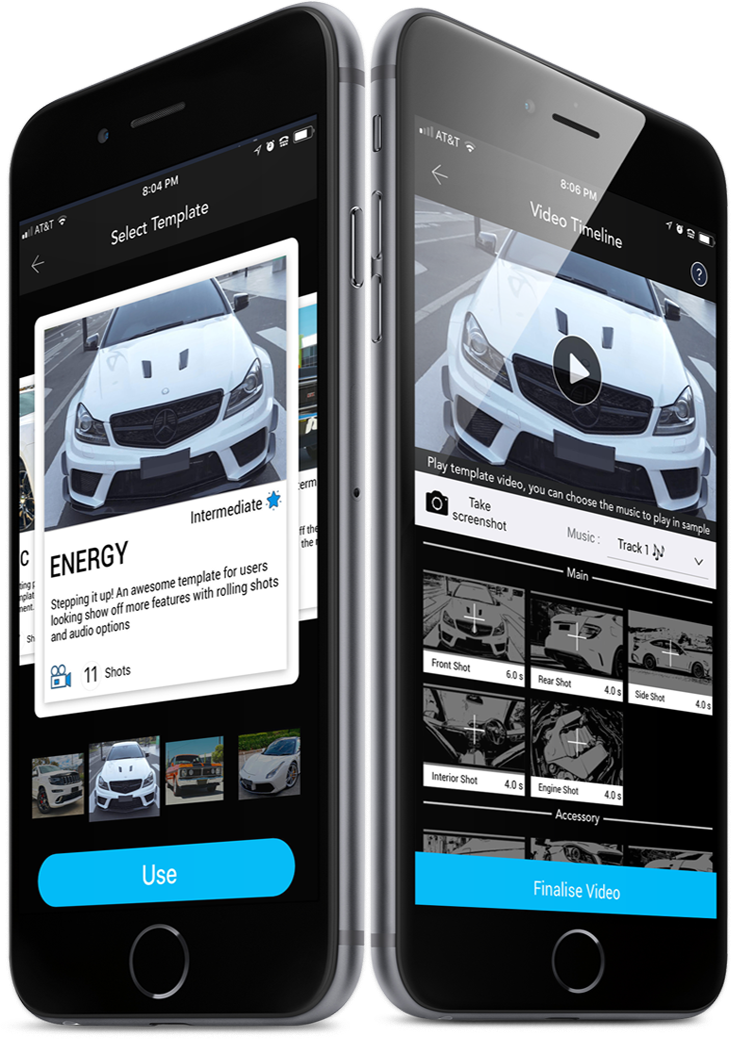 AT&T
8:04 PM
Select Template
Intermediate
ENERGY
Stepping it up! An awesome template for users
looking show off more features with rolling shots
and audio options
11 Shots
Use
AT&T
8:06 PM
Video Timeline
?
Play template video, you can choose the music to play in sample
Take
screenshot
Music :
Track 1
Main
Front Shot 6.0 s
Rear Shot 4.0 s
Side Shot 4.0 s
Interior Shot 4.0 s
Engine Shot 4.0 s
Accessory
Finalise Video